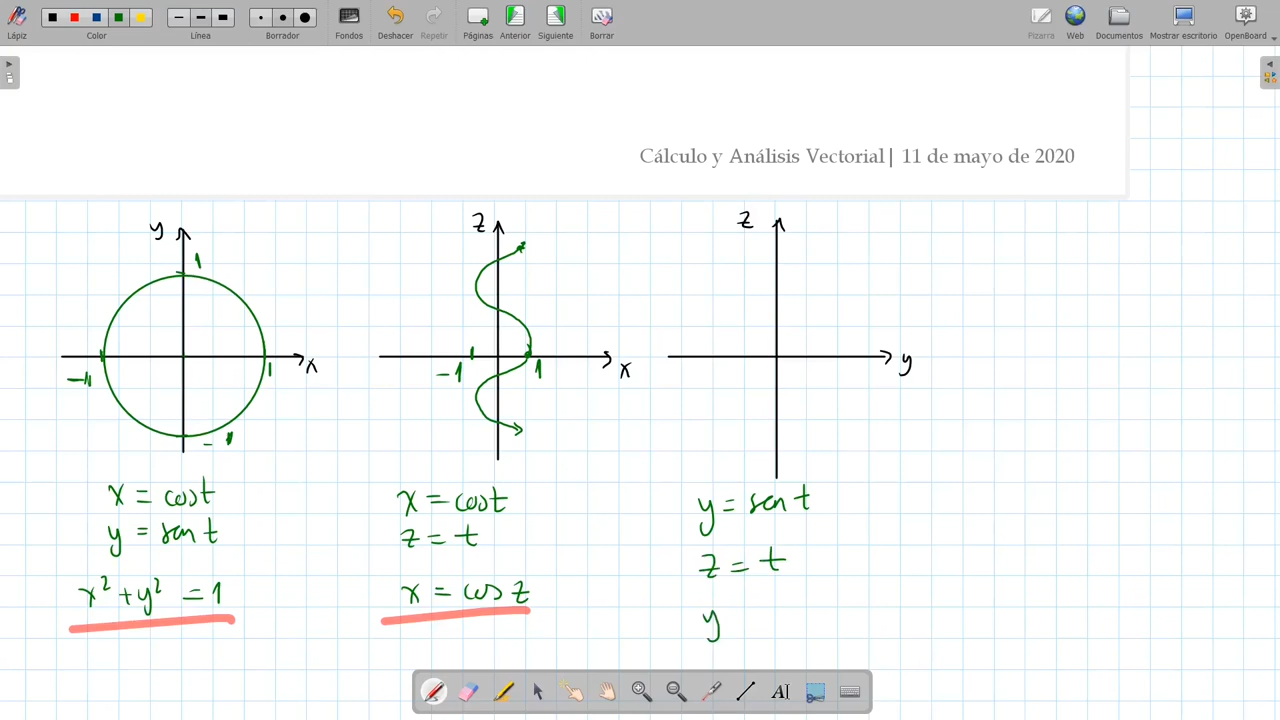 Lápiz Color Línea Borrador Fondos Deshacer Repetir Páginas Anterior Siguiente Borrar Pizarra Web Documentos Mostrar escritorio OpenBoard
Cálculo y Análisis Vectorial| 11 de mayo de 2020
y
1
-1
1
x
-1
z
-1
1
x
z
y
x = cos t
y = sen t
x² + y² = 1
x = cos t
z = t
x = cos z
y = sen t
z = t
y
AI